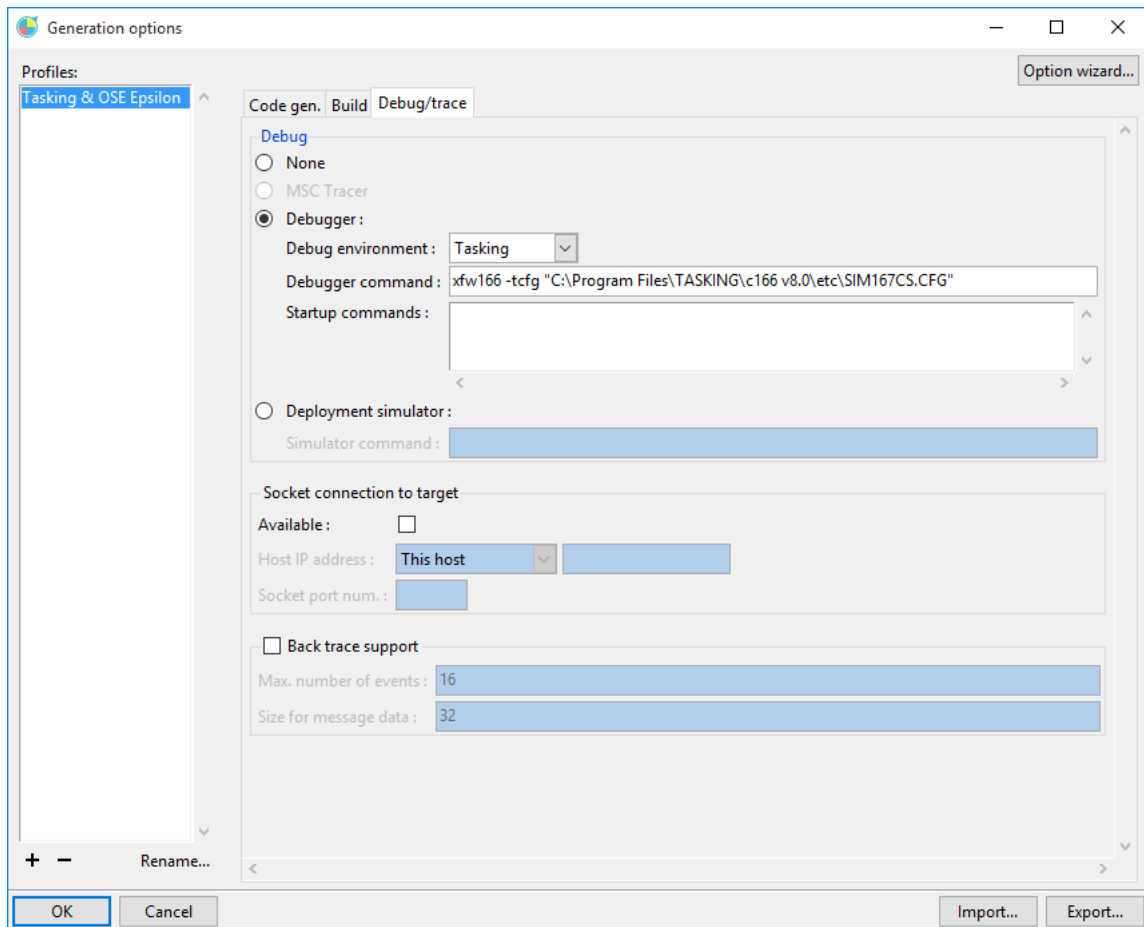 Generation options
Profiles:
Option wizard...
Tasking & OSE Epsilon
Code gen. Build Debug/trace
Debug
None
MSC Tracer
Debugger :
Debug environment : Tasking
Debugger command : xfw166 -tcfg "C:\Program Files\TASKING\c166 v8.0\etc\SIM167CS.CFG"
Startup commands :
Deployment simulator :
Simulator command :
Socket connection to target
Available :
Host IP address : This host
Socket port num. :
Back trace support
Max. number of events : 16
Size for message data : 32
+ − Rename...
OK Cancel Import... Export...